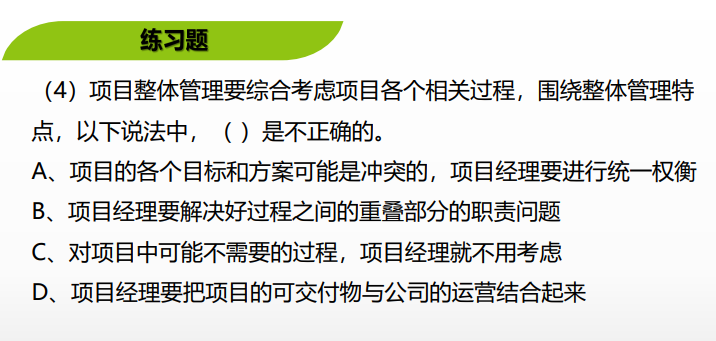 练习题
（4）项目整体管理要综合考虑项目各个相关过程，围绕整体管理特
点，以下说法中，（ ）是不正确的。
A、项目的各个目标和方案可能是冲突的，项目经理要进行统一权衡
B、项目经理要解决好过程之间的重叠部分的职责问题
C、对项目中可能不需要的过程，项目经理就不用考虑
D、项目经理要把项目的可交付物与公司的运营结合起来